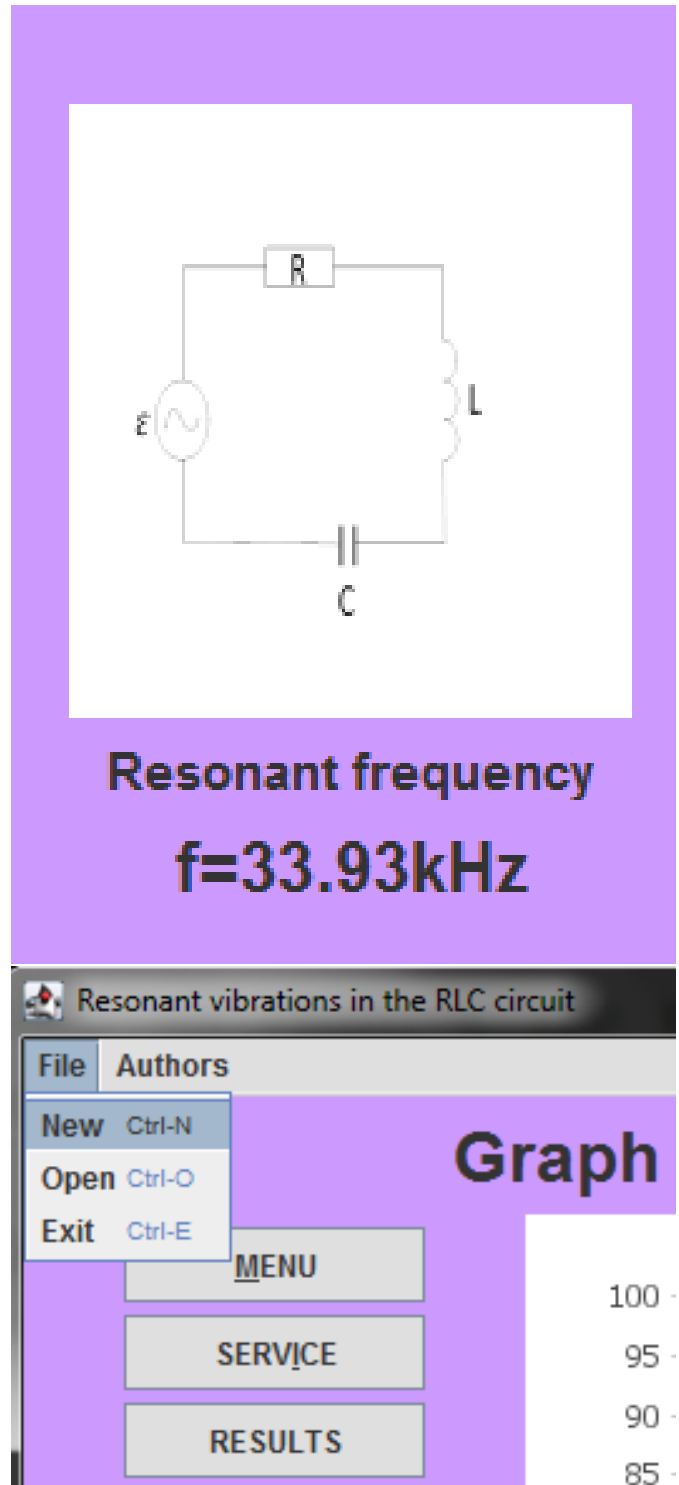 R
ε
L
C
Resonant frequency
f=33.93kHz
Resonant vibrations in the RLC circuit
File Authors
New Ctrl-N
Open Ctrl-O
Exit Ctrl-E
Graph
MENU
SERVICE
RESULTS
100
95
90
85